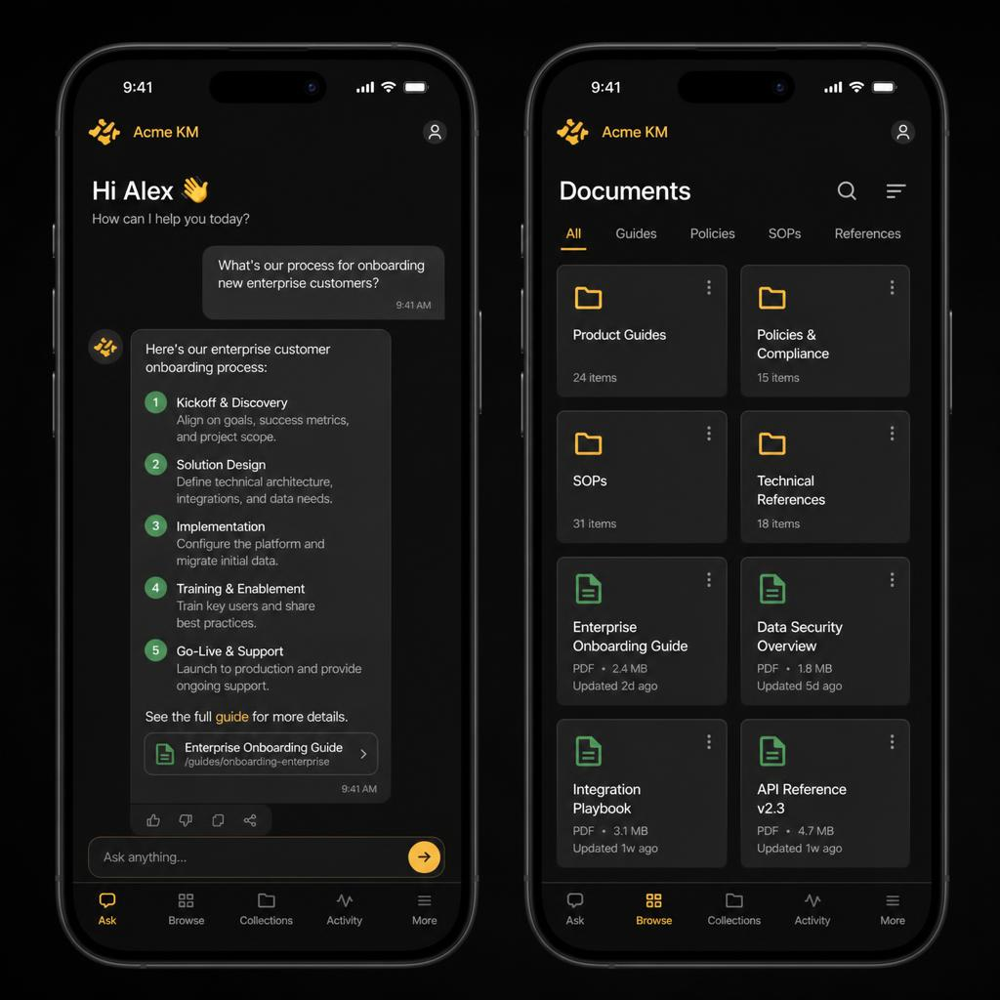 9:41
Acme KM
Hi Alex 👋
How can I help you today?
What's our process for onboarding
new enterprise customers?
9:41 AM
Here's our enterprise customer
onboarding process:
1 Kickoff & Discovery
Align on goals, success metrics,
and project scope.
2 Solution Design
Define technical architecture,
integrations, and data needs.
3 Implementation
Configure the platform and
migrate initial data.
4 Training & Enablement
Train key users and share
best practices.
5 Go-Live & Support
Launch to production and provide
ongoing support.
See the full guide for more details.
Enterprise Onboarding Guide
/guides/onboarding-enterprise
9:41 AM
Ask anything...
Ask Browse Collections Activity More
9:41
Acme KM
Documents
All Guides Policies SOPs References
Product Guides
24 items
Policies &
Compliance
15 items
SOPs
31 items
Technical
References
18 items
Enterprise
Onboarding Guide
PDF • 2.4 MB
Updated 2d ago
Data Security
Overview
PDF • 1.8 MB
Updated 5d ago
Integration
Playbook
PDF • 3.1 MB
Updated 1w ago
API Reference
v2.3
PDF • 4.7 MB
Updated 1w ago
Ask Browse Collections Activity More